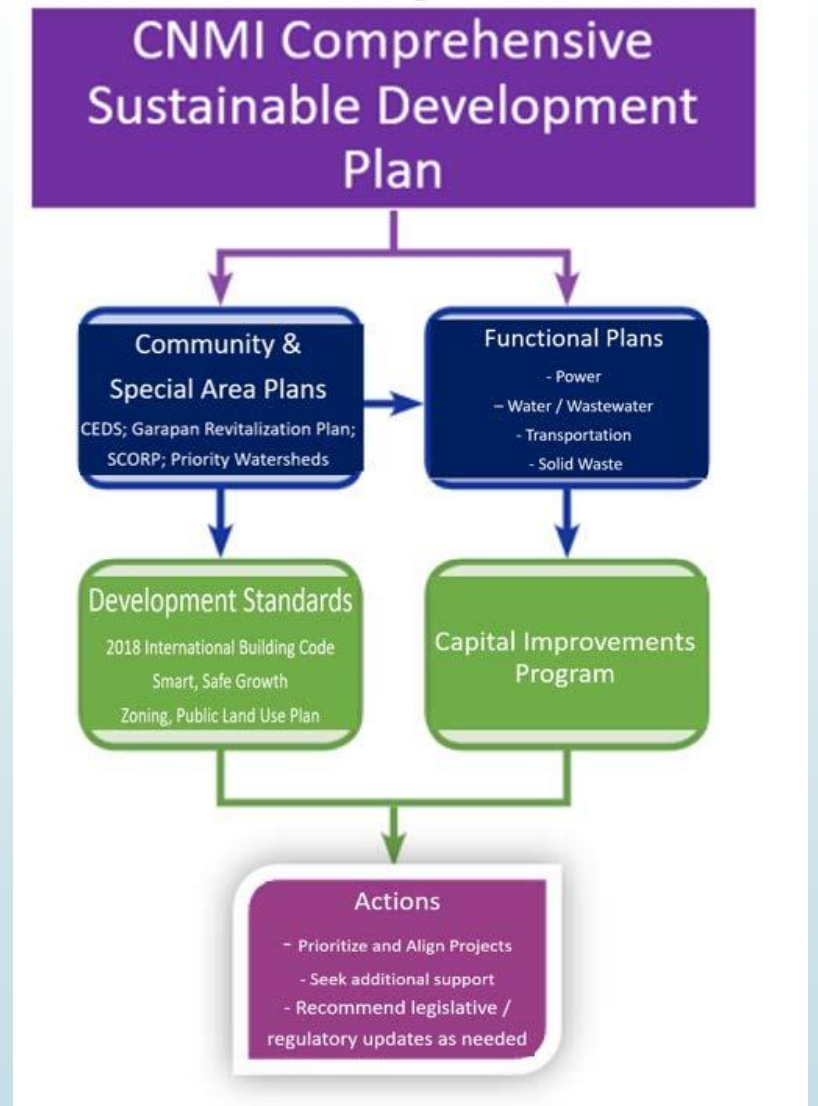 CNMI Comprehensive
Sustainable Development
Plan
Community &
Special Area Plans
CEDS; Garapan Revitalization Plan;
SCORP; Priority Watersheds
Functional Plans
- Power
– Water / Wastewater
- Transportation
- Solid Waste
Development Standards
2018 International Building Code
Smart, Safe Growth
Zoning, Public Land Use Plan
Capital Improvements
Program
Actions
- Prioritize and Align Projects
- Seek additional support
- Recommend legislative /
regulatory updates as needed